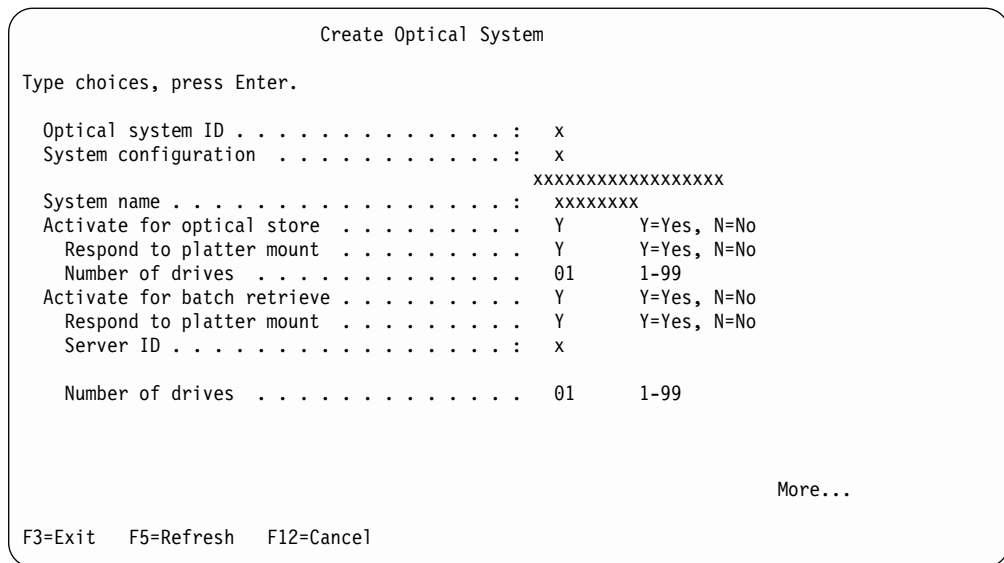 Create Optical System
Type choices, press Enter.
Optical system ID . . . . . . . . . . . . . : x
System configuration . . . . . . . . . . . : x
xxxxxxxxxxxxxxxxxx
System name . . . . . . . . . . . . . . . . : xxxxxxxx
Activate for optical store . . . . . . . . . Y Y=Yes, N=No
Respond to platter mount . . . . . . . . . Y Y=Yes, N=No
Number of drives . . . . . . . . . . . . . 01 1-99
Activate for batch retrieve . . . . . . . . . Y Y=Yes, N=No
Respond to platter mount . . . . . . . . . Y Y=Yes, N=No
Server ID . . . . . . . . . . . . . . . . : x
Number of drives . . . . . . . . . . . . . 01 1-99
More...
F3=Exit F5=Refresh F12=Cancel